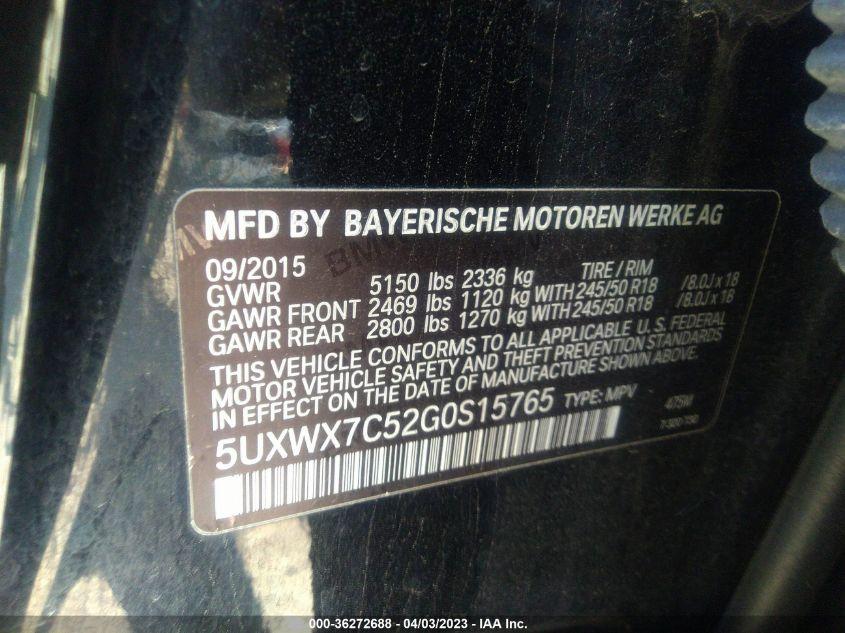 MFD BY BAYERISCHE MOTOREN WERKE AG
09/2015 TIRE / RIM
GVWR 5150 lbs 2336 kg
GAWR FRONT 2469 lbs 1120 kg WITH 245/50 R18 /8.0J x 18
GAWR REAR 2800 lbs 1270 kg WITH 245/50 R18 /8.0J x 18
THIS VEHICLE CONFORMS TO ALL APPLICABLE U. S. FEDERAL
MOTOR VEHICLE SAFETY AND THEFT PREVENTION STANDARDS
IN EFFECT ON THE DATE OF MANUFACTURE SHOWN ABOVE.
5UXWX7C52G0S15765 TYPE: MPV 475W
000-36272688 - 04/03/2023 - IAA Inc.